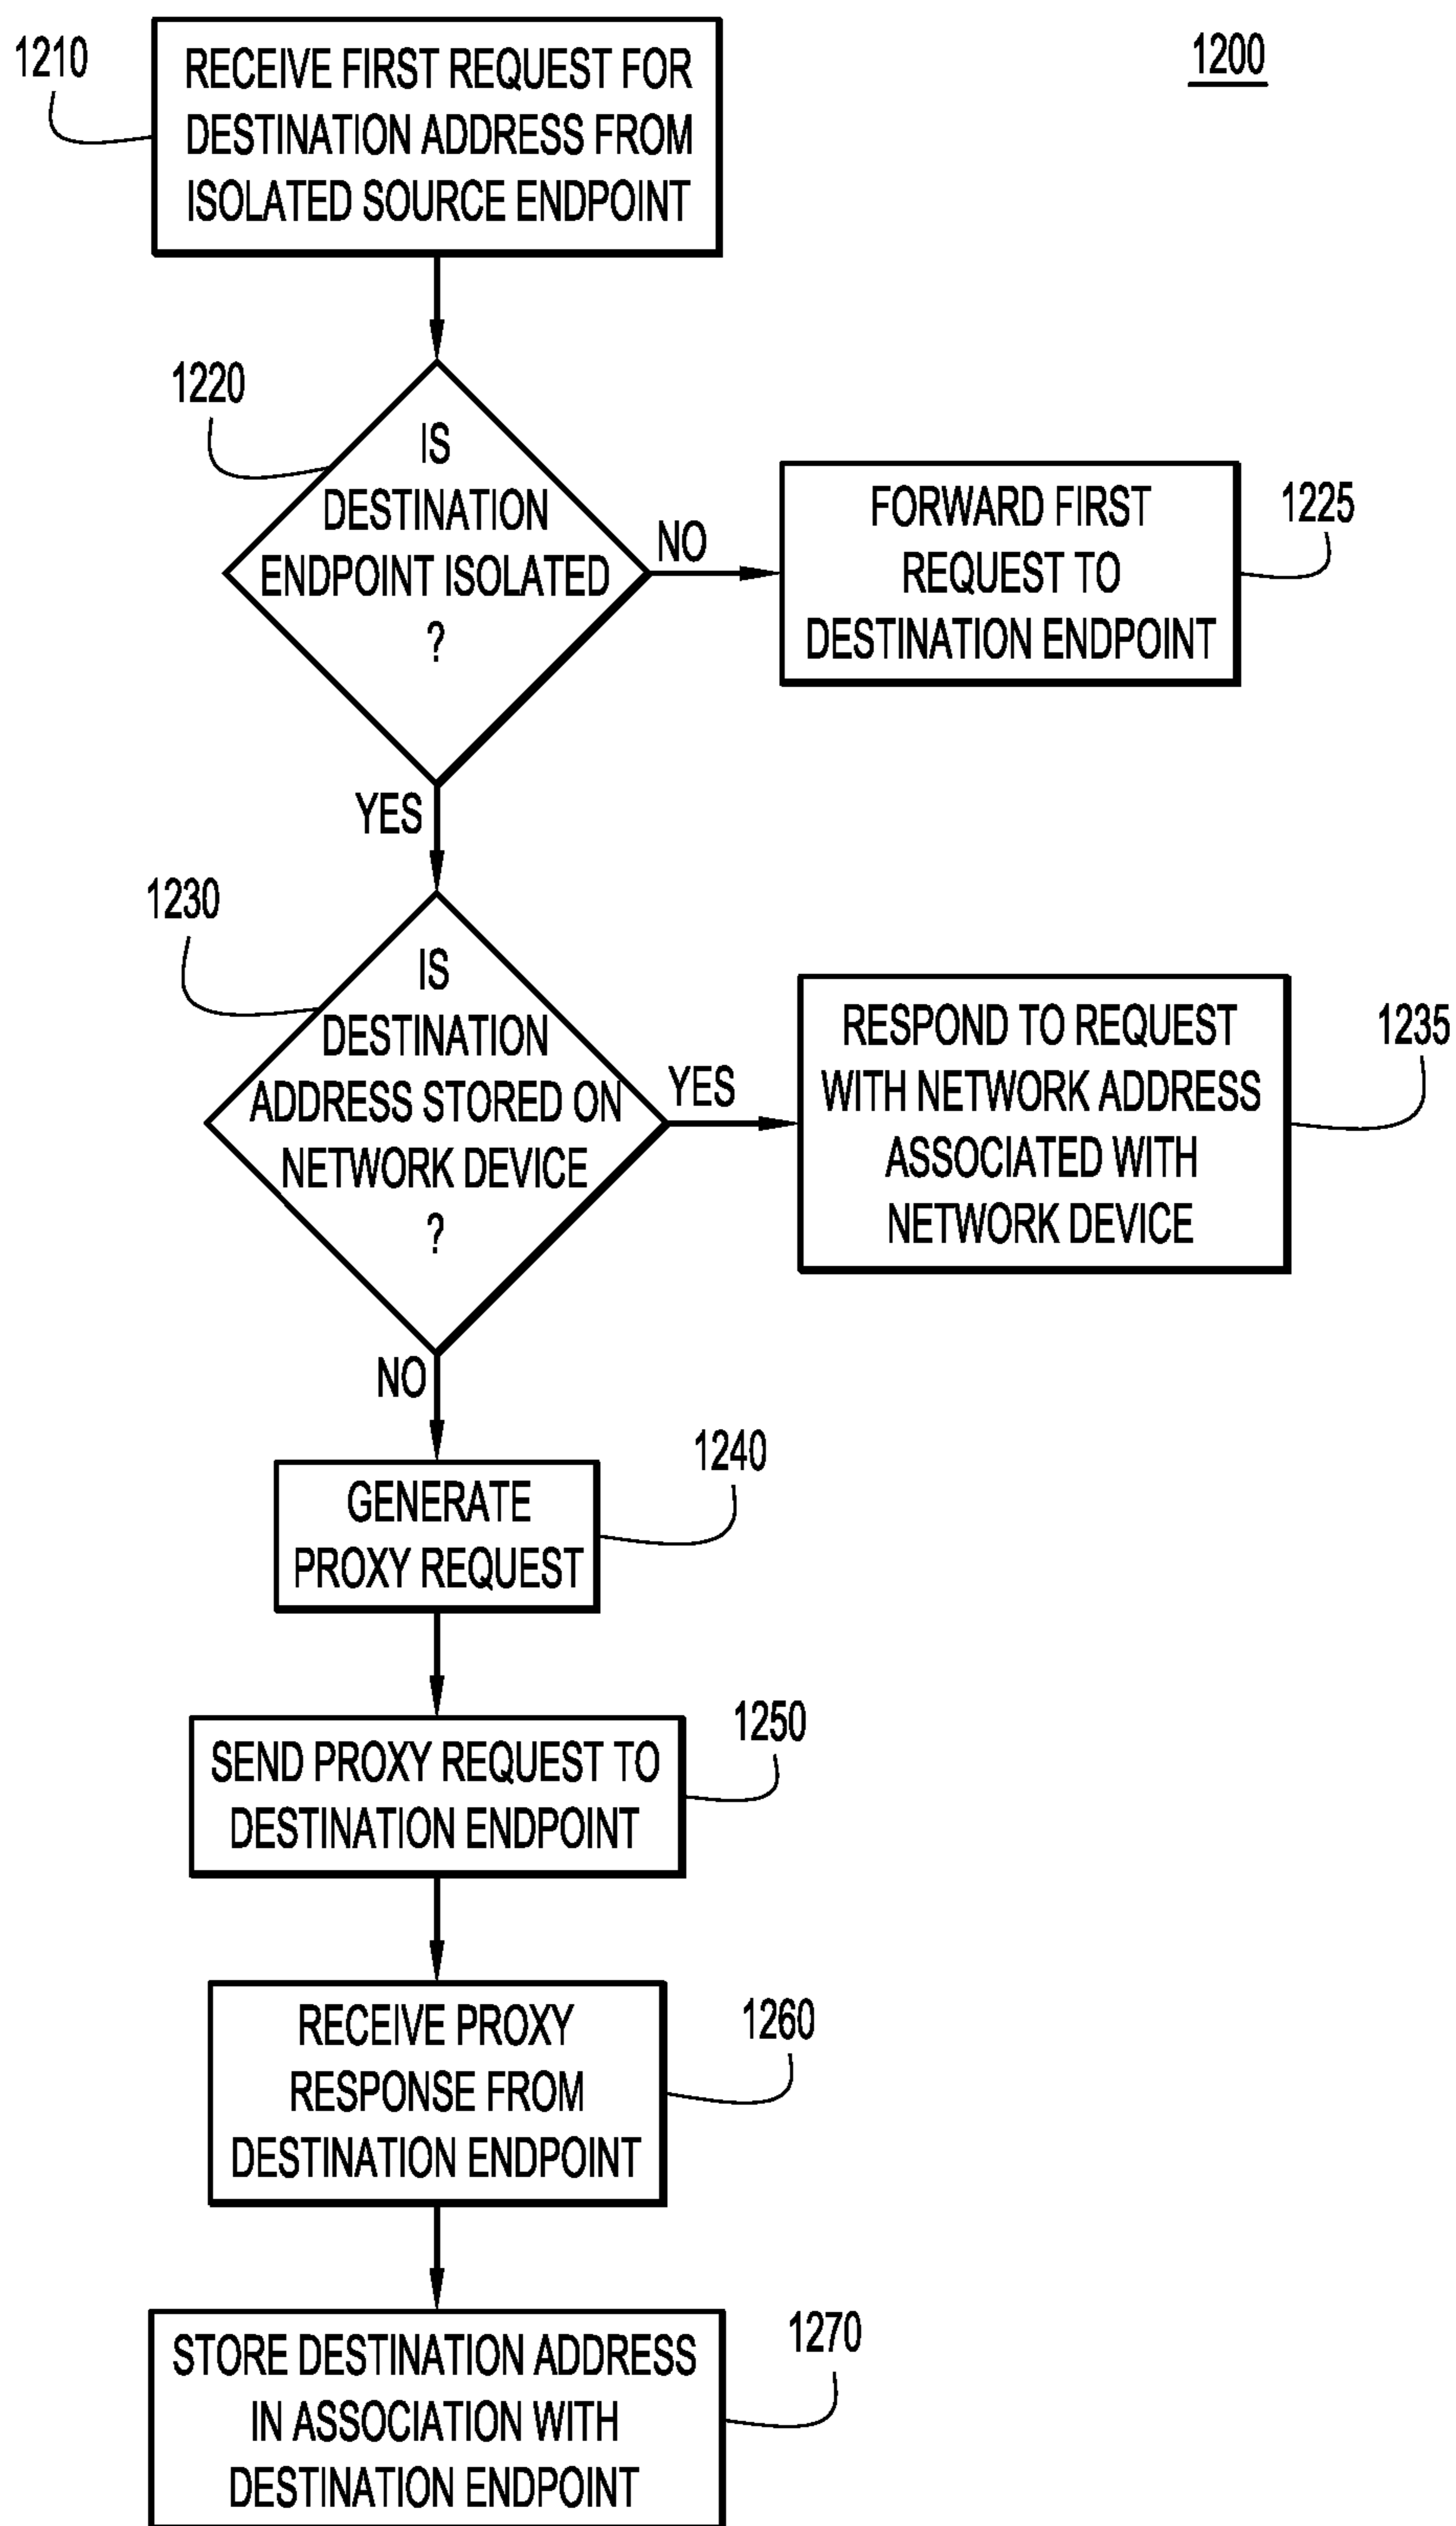 1200
1210
RECEIVE FIRST REQUEST FOR
DESTINATION ADDRESS FROM
ISOLATED SOURCE ENDPOINT
1220
IS
DESTINATION
ENDPOINT ISOLATED
?
NO
FORWARD FIRST
REQUEST TO
DESTINATION ENDPOINT
1225
YES
1230
IS
DESTINATION
ADDRESS STORED ON
NETWORK DEVICE
?
YES
RESPOND TO REQUEST
WITH NETWORK ADDRESS
ASSOCIATED WITH
NETWORK DEVICE
1235
NO
1240
GENERATE
PROXY REQUEST
1250
SEND PROXY REQUEST TO
DESTINATION ENDPOINT
1260
RECEIVE PROXY
RESPONSE FROM
DESTINATION ENDPOINT
1270
STORE DESTINATION ADDRESS
IN ASSOCIATION WITH
DESTINATION ENDPOINT